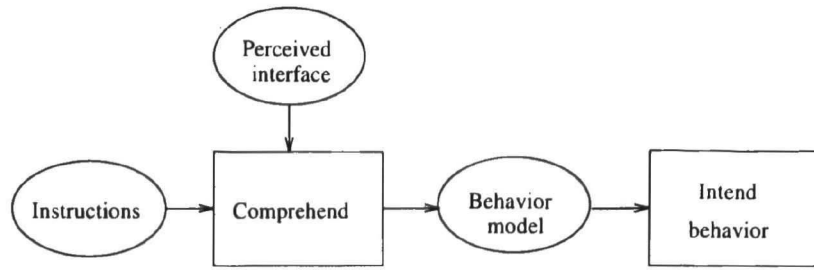 Perceived
interface
Instructions
Comprehend
Behavior
model
Intend
behavior